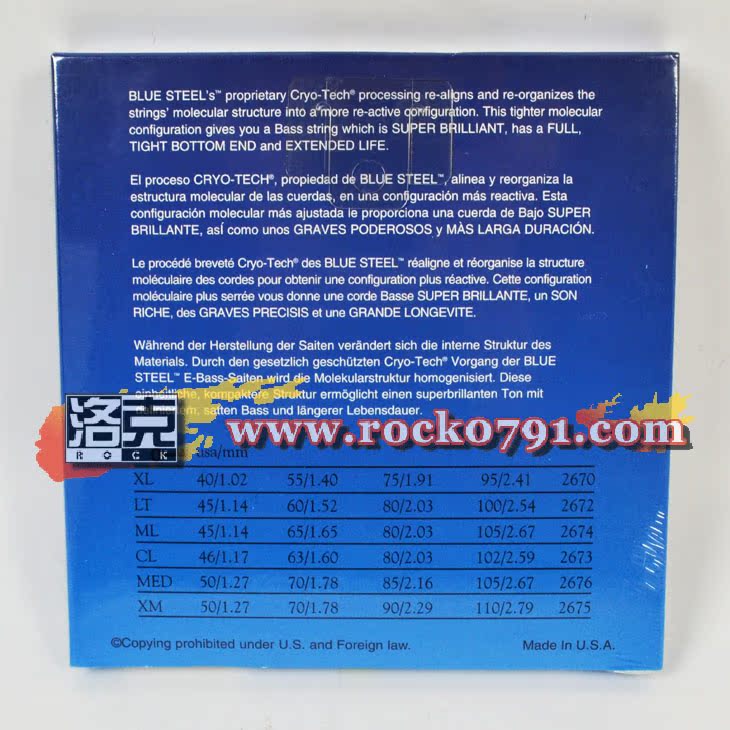 BLUE STEEL's™ proprietary Cryo-Tech® processing re-aligns and re-organizes the
strings' molecular structure into a more re-active configuration. This tighter molecular
configuration gives you a Bass string which is SUPER BRILLIANT, has a FULL,
TIGHT BOTTOM END and EXTENDED LIFE.
El proceso CRYO-TECH®, propiedad de BLUE STEEL™, alinea y reorganiza la
estructura molecular de las cuerdas, en una configuración más reactiva. Esta
configuración molecular más ajustada le proporciona una cuerda de Bajo SUPER
BRILLANTE, así como unos GRAVES PODEROSOS y MÀS LARGA DURACIÓN.
Le procédé breveté Cryo-Tech® des BLUE STEEL™ réaligne et réorganise la structure
moléculaire des cordes pour obtenir une configuration plus réactive. Cette configuration
moléculaire plus serrée vous donne une corde Basse SUPER BRILLANTE, un SON
RICHE, des GRAVES PRECISIS et une GRANDE LONGEVITE.
Während der Herstellung der Saiten verändert sich die interne Struktur des
Materials. Durch den gesetzlich geschützten Cryo-Tech® Vorgang der BLUE
STEEL™ E-Bass-Saiten wird die Molekularstruktur homogenisiert. Diese
einheitliche, kompaktere Struktur ermöglicht einen superbrillanten Ton mit
satten Bass und längerer Lebensdauer.
洛克
ROCK
www.rock0791.com
usa/mm
XL 40/1.02 55/1.40 75/1.91 95/2.41 2670
LT 45/1.14 60/1.52 80/2.03 100/2.54 2672
ML 45/1.14 65/1.65 80/2.03 105/2.67 2674
CL 46/1.17 63/1.60 80/2.03 102/2.59 2673
MED 50/1.27 70/1.78 85/2.16 105/2.67 2676
XM 50/1.27 70/1.78 90/2.29 110/2.79 2675
©Copying prohibited under U.S. and Foreign law. Made In U.S.A.